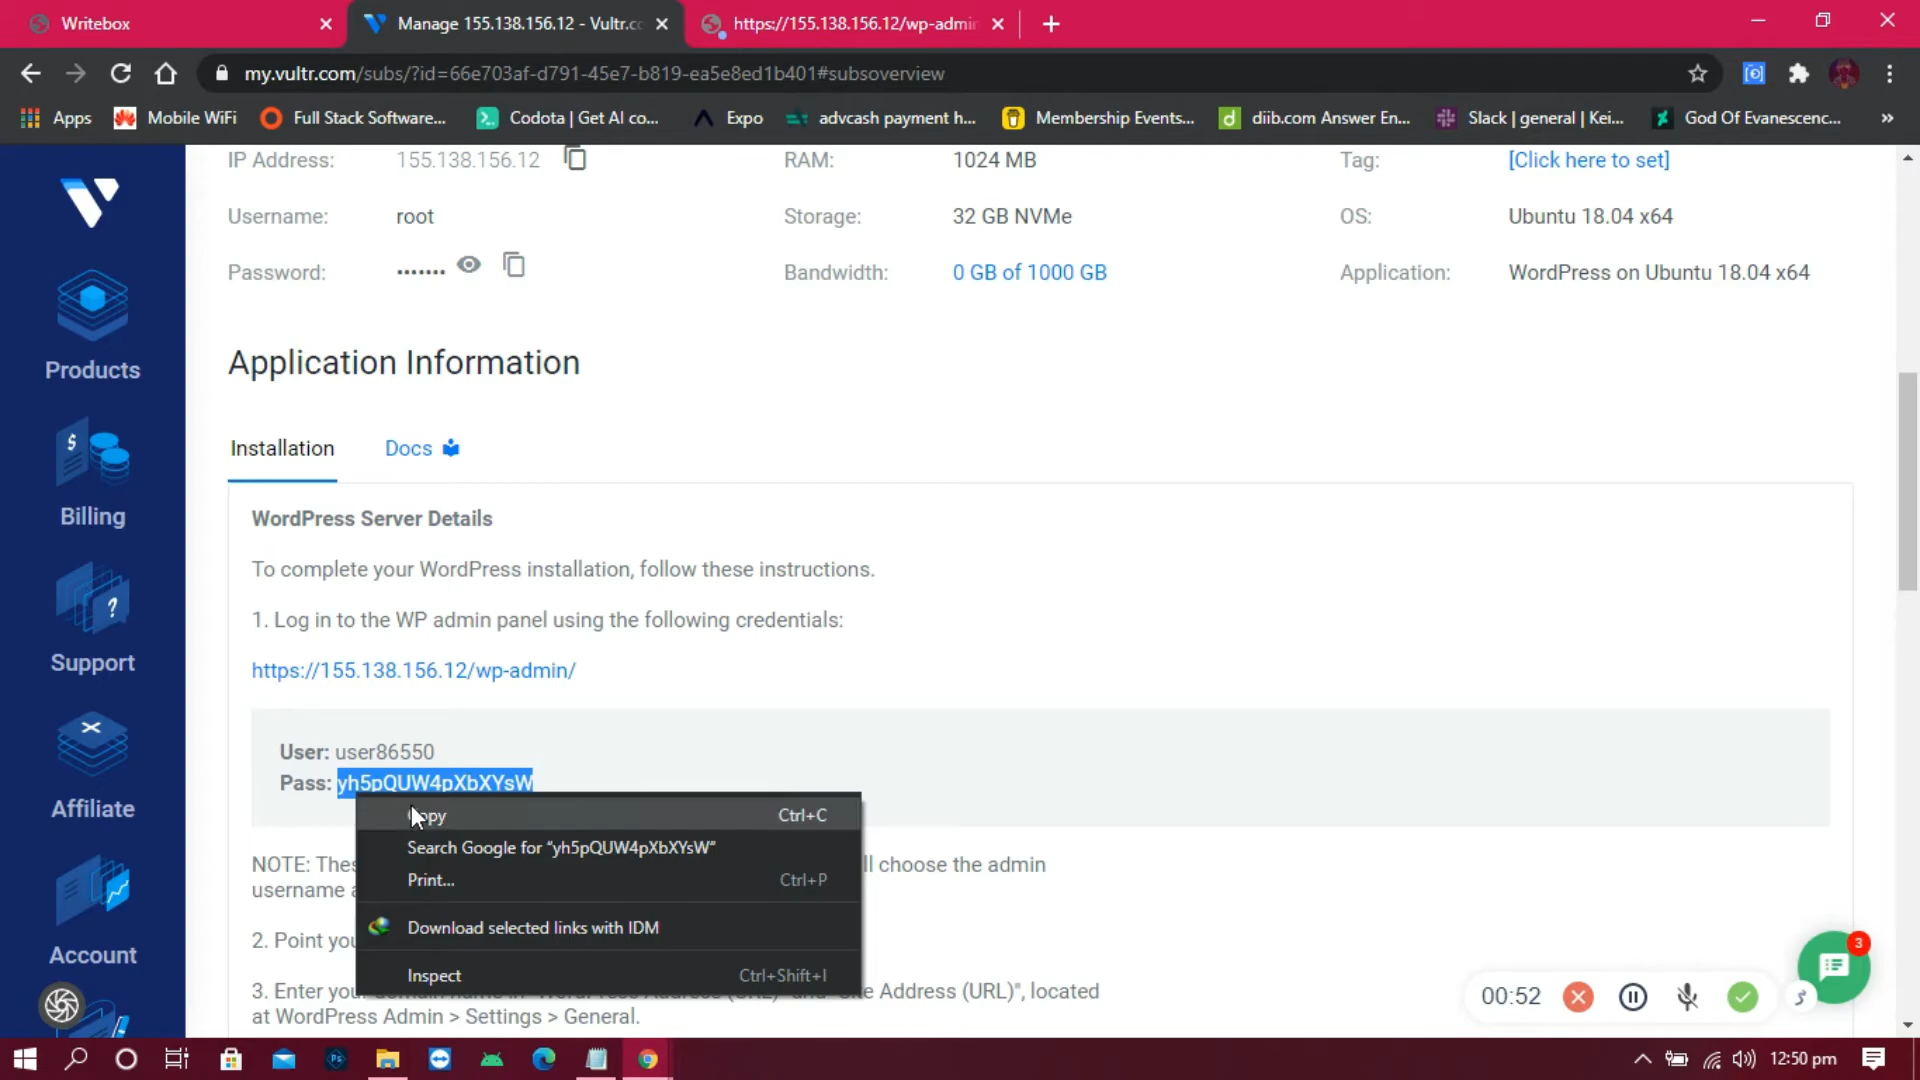 Writebox
Manage 155.138.156.12 - Vultr.co
https://155.138.156.12/wp-admin
my.vultr.com/subs/?id=66e703af-d791-45e7-b819-ea5e8ed1b401#subsoverview
Apps
Mobile WiFi
Full Stack Software...
Codota | Get AI co...
Expo
advcash payment h...
Membership Events...
diib.com Answer En...
Slack | general | Kei...
God Of Evanescenc...
»
IP Address: 155.138.156.12 RAM: 1024 MB Tag: [Click here to set]
Username: root Storage: 32 GB NVMe OS: Ubuntu 18.04 x64
Password: ••••••• Bandwidth: 0 GB of 1000 GB Application: WordPress on Ubuntu 18.04 x64
Products
Billing
Support
Affiliate
Account
Application Information
Installation Docs
WordPress Server Details
To complete your WordPress installation, follow these instructions.
1. Log in to the WP admin panel using the following credentials:
https://155.138.156.12/wp-admin/
User: user86550
Pass: yh5pQUW4pXbXYsW
Copy Ctrl+C
Search Google for “yh5pQUW4pXbXYsW”
Print... Ctrl+P
Download selected links with IDM
Inspect Ctrl+Shift+I
NOTE: ll choose the admin
username
2. Point
3. Enter Address (URL)", located
at WordPress Admin > Settings > General.
3
00:52
12:50 pm